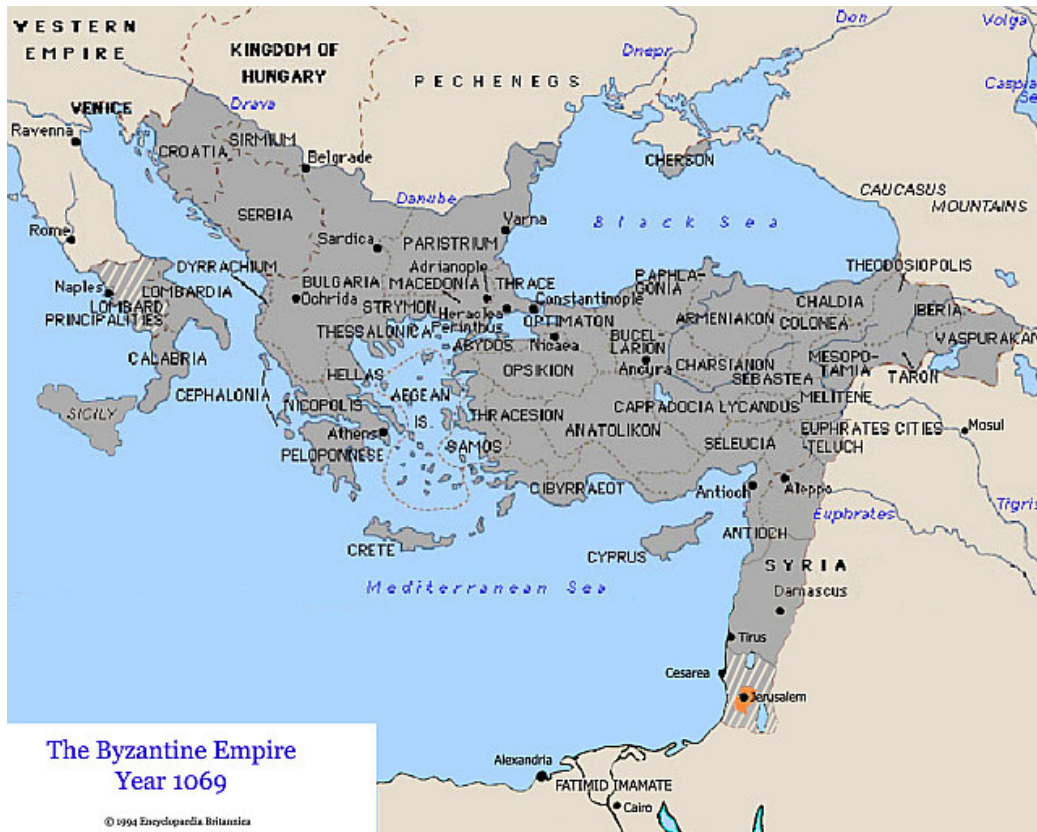 WESTERN
EMPIRE
KINGDOM OF
HUNGARY
PECHENEGS
Dnepr
Don
Volga
Caspian
Se
VENICE
Drava
Ravenna
CROATIA
SIRMIUM
Belgrade
CHERSON
CAUCASUS
MOUNTAINS
SERBIA
Danube
Varna
Black Sea
Rome
Sardica
PARISTRIUM
DYRRACHIUM
Adrianople
THEODOSIOPOLIS
Naples
LOMBARD
PRINCIPALITIES
LOMBARDIA
BULGARIA
Ochrida
MACEDONIA
THRACE
PAPHLA-
GONIA
CHALDIA
IBERIA
STRYMON
Heraclea
Perinthus
Constantinople
ARMENIAKON
COLONEA
VASPURAKAN
THESSALONICA
ABYDOS
OPTIMATON
Nicaea
BUCEL-
LARION
Ancyra
CHARSIANON
MESOPO-
TAMIA
CALABRIA
HELLAS
OPSIKION
SEBASTEA
TARON
CEPHALONIA
NICOPOLIS
AEGEAN
IS.
MELITENE
SICILY
THRACESION
CAPPADOCIA
LYCANDUS
Athens
PELOPONNESE
SAMOS
ANATOLIKON
SELEUCIA
EUPHRATES CITIES
TELUCH
Mosul
CIBYRRAEOT
Antioch
Aleppo
Euphrates
Tigris
CRETE
CYPRUS
ANTIOCH
SYRIA
Mediterranean Sea
Damascus
Tirus
Cesarea
Jerusalem
The Byzantine Empire
Year 1069
© 1994 Encyclopaedia Britannica
Alexandria
FATIMID IMAMATE
Cairo